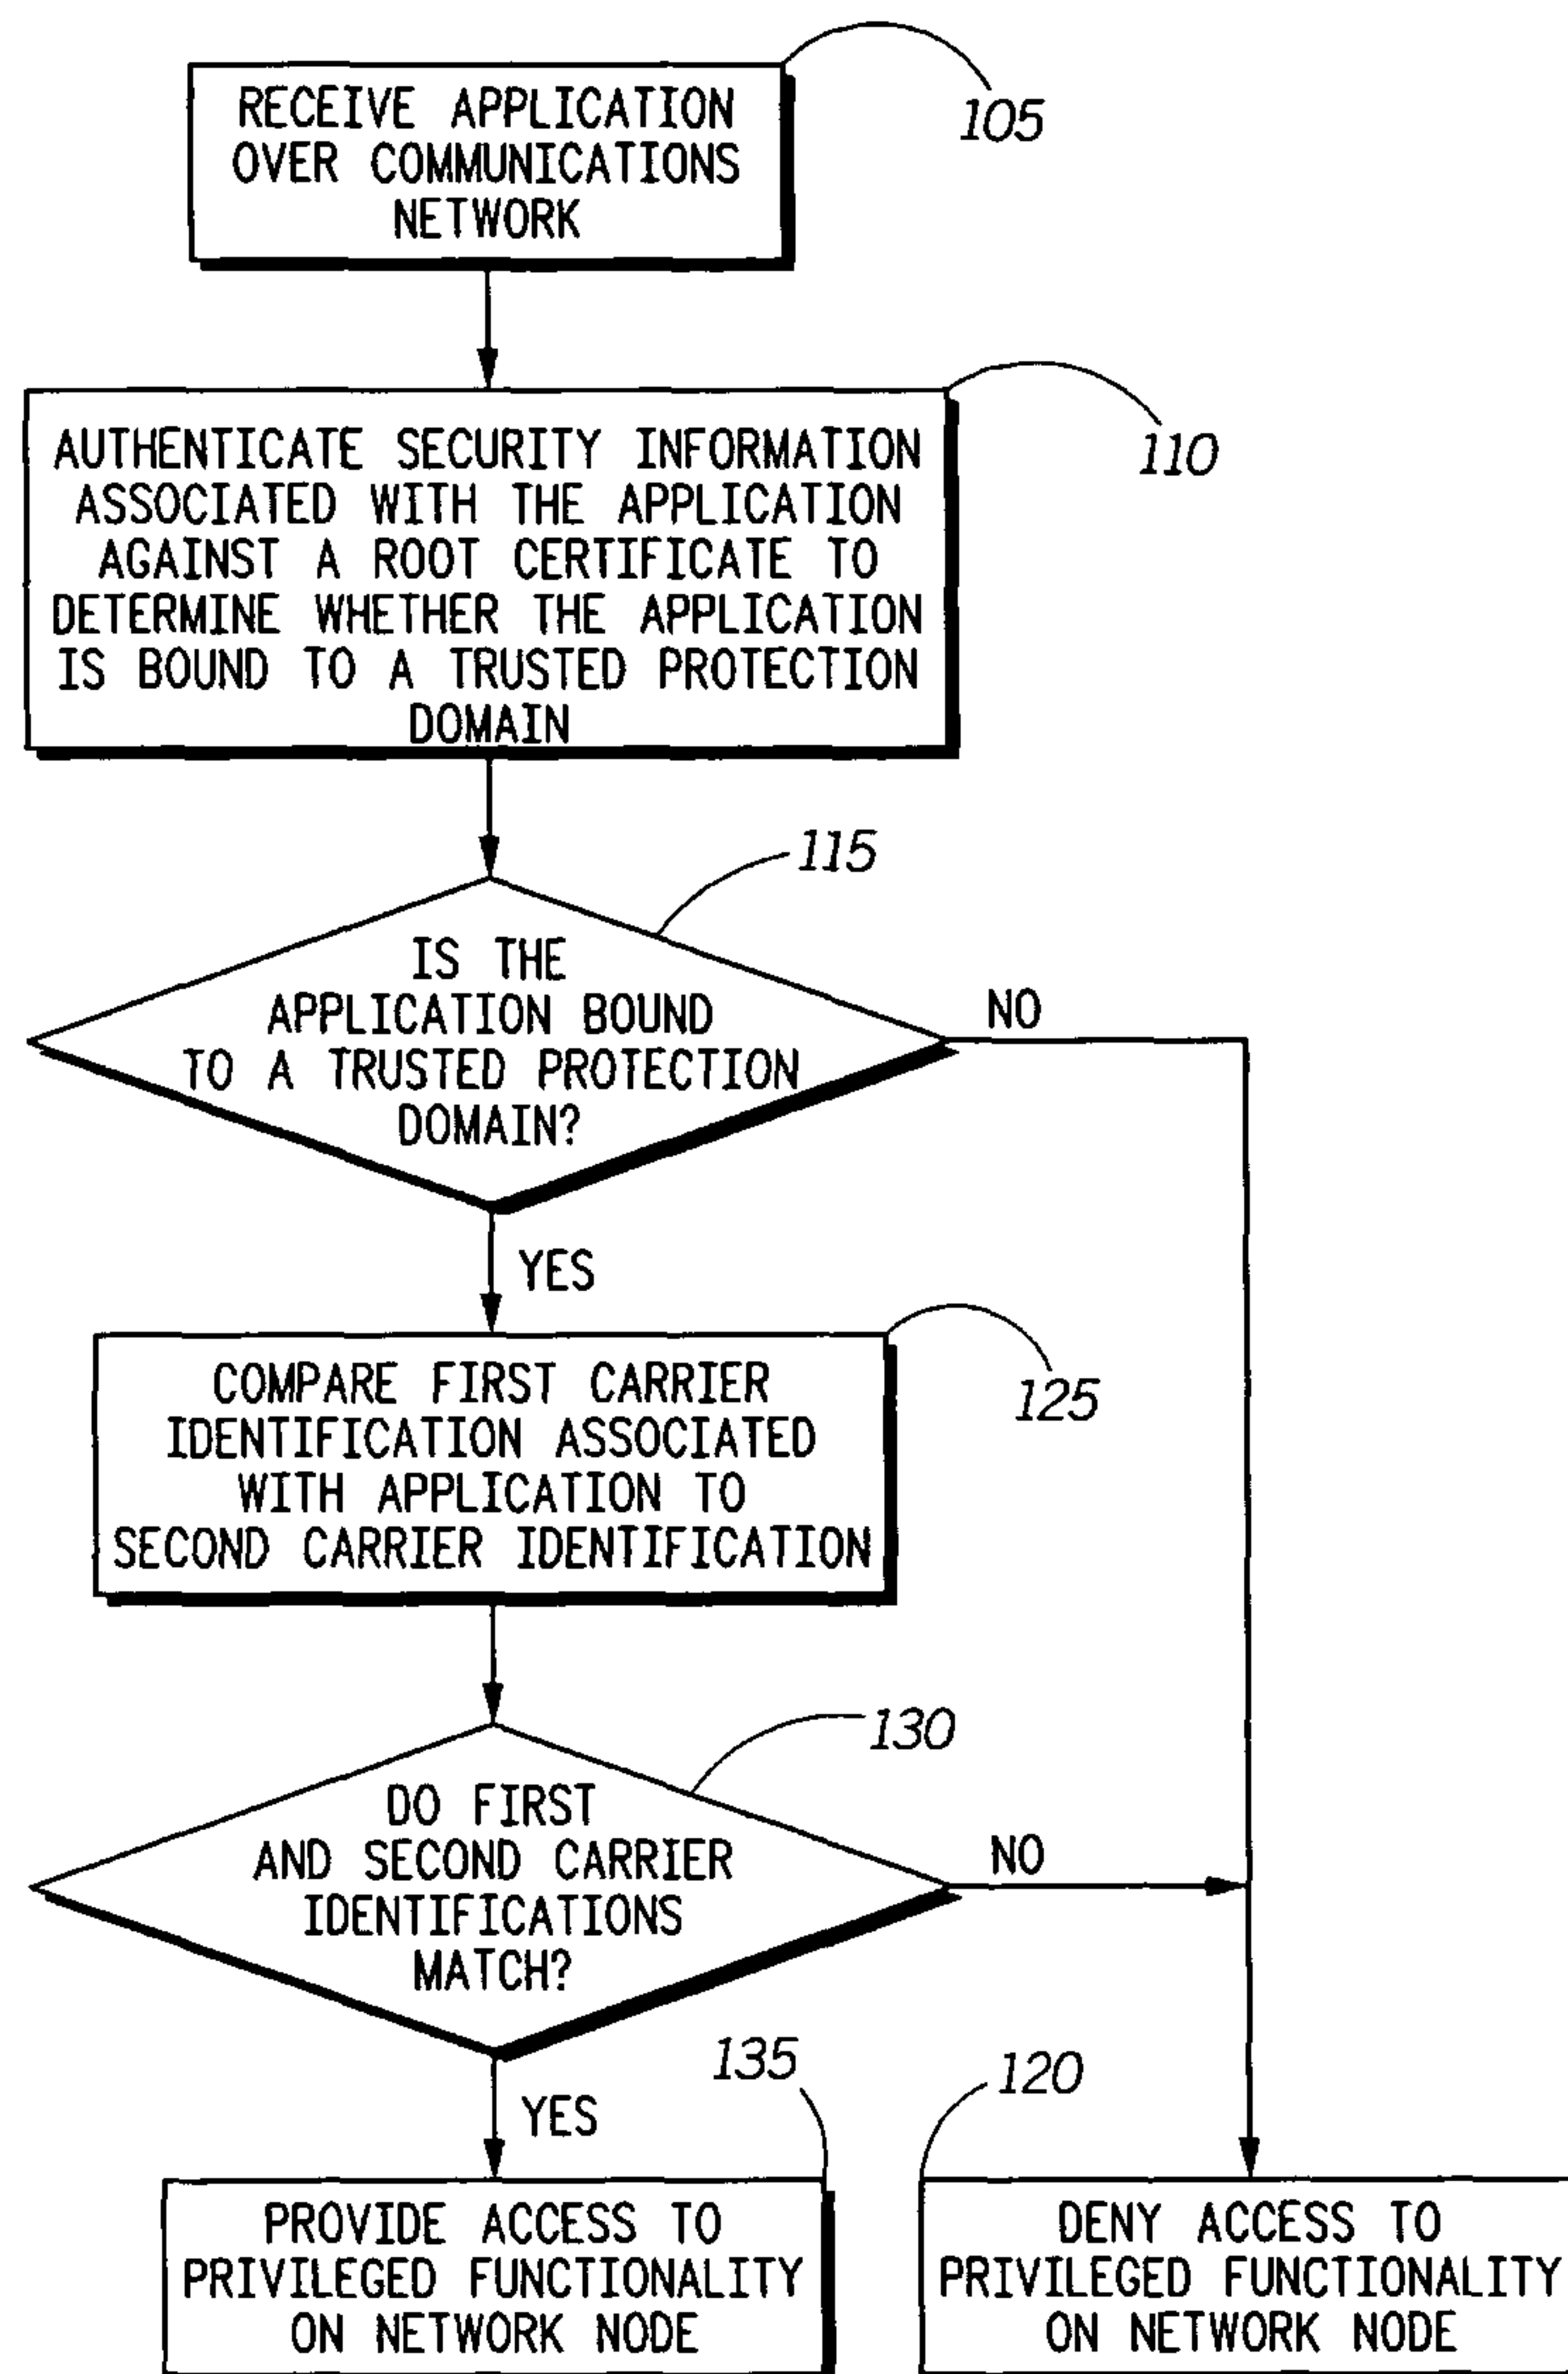 RECEIVE APPLICATION
OVER COMMUNICATIONS
NETWORK
105
AUTHENTICATE SECURITY INFORMATION
ASSOCIATED WITH THE APPLICATION
AGAINST A ROOT CERTIFICATE TO
DETERMINE WHETHER THE APPLICATION
IS BOUND TO A TRUSTED PROTECTION
DOMAIN
110
115
IS THE
APPLICATION BOUND
TO A TRUSTED PROTECTION
DOMAIN?
NO
YES
COMPARE FIRST CARRIER
IDENTIFICATION ASSOCIATED
WITH APPLICATION TO
SECOND CARRIER IDENTIFICATION
125
130
DO FIRST
AND SECOND CARRIER
IDENTIFICATIONS
MATCH?
NO
YES
135
PROVIDE ACCESS TO
PRIVILEGED FUNCTIONALITY
ON NETWORK NODE
120
DENY ACCESS TO
PRIVILEGED FUNCTIONALITY
ON NETWORK NODE